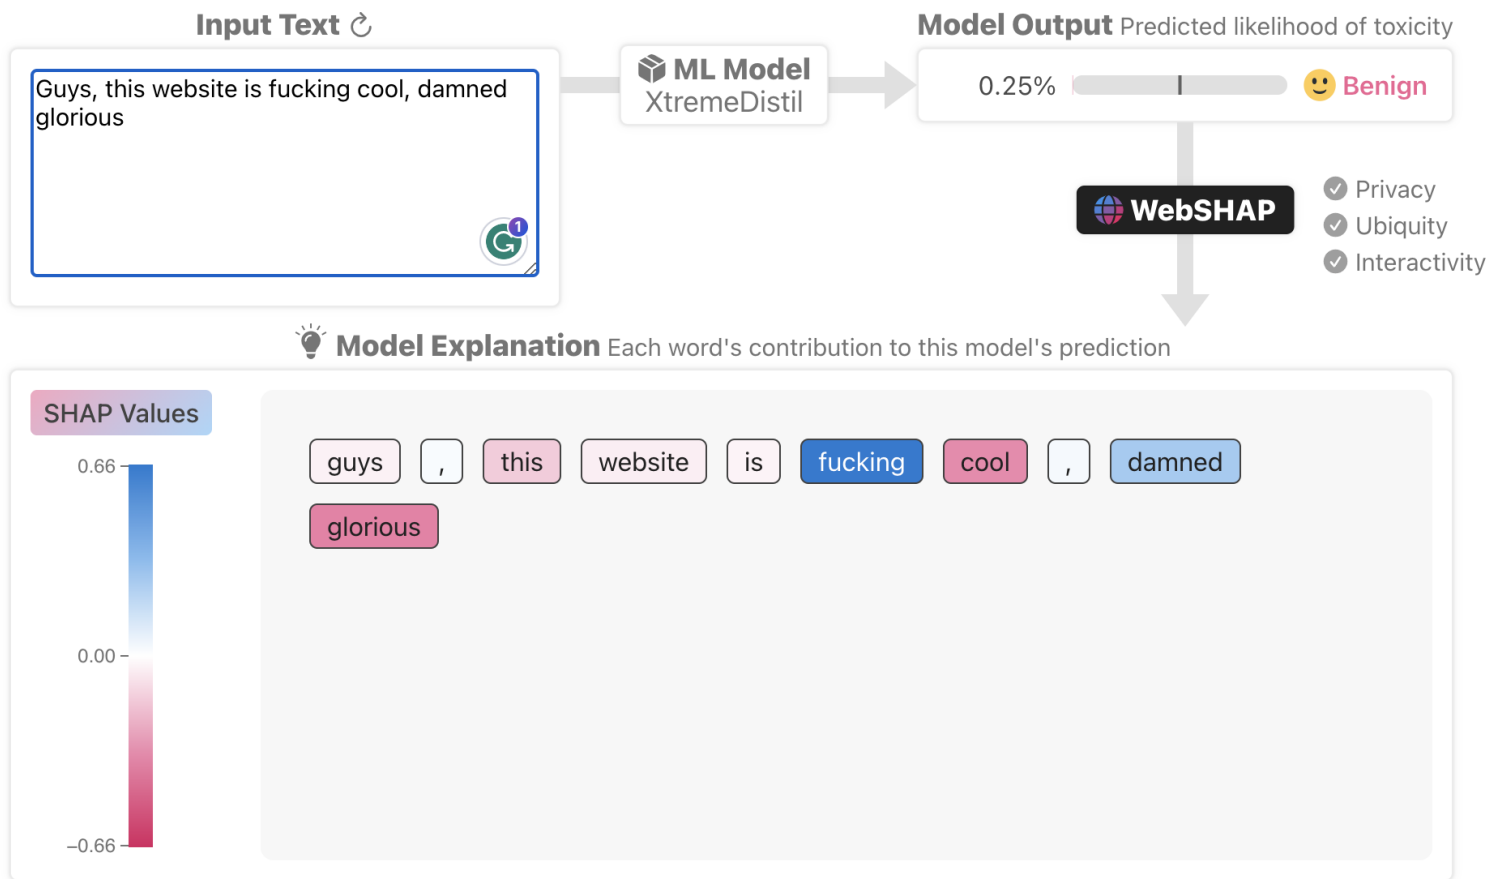 Input Text
Guys, this website is fucking cool, damned
glorious
1
ML Model
XtremeDistil
Model Output Predicted likelihood of toxicity
0.25% Benign
WebSHAP
Privacy
Ubiquity
Interactivity
Model Explanation Each word's contribution to this model's prediction
SHAP Values
0.66
0.00
−0.66
guys , this website is fucking cool , damned
glorious